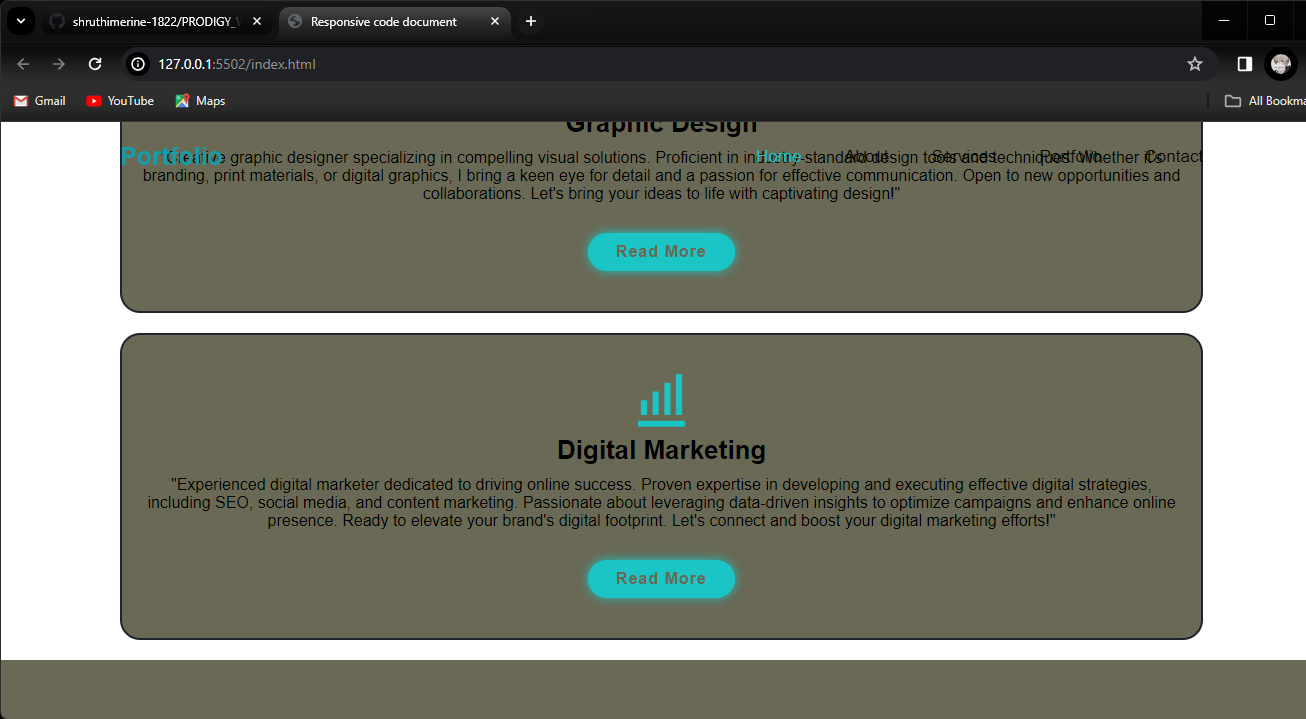 shruthimerine-1822/PRODIGY_
Responsive code document
127.0.0.1:5502/index.html
Gmail YouTube Maps All Bookma
Graphic Design
Portfolio Home About Services Portfolio Contact
Creative graphic designer specializing in compelling visual solutions. Proficient in industry-standard design tools and techniques. Whether it's
branding, print materials, or digital graphics, I bring a keen eye for detail and a passion for effective communication. Open to new opportunities and
collaborations. Let's bring your ideas to life with captivating design!"
Read More
Digital Marketing
"Experienced digital marketer dedicated to driving online success. Proven expertise in developing and executing effective digital strategies,
including SEO, social media, and content marketing. Passionate about leveraging data-driven insights to optimize campaigns and enhance online
presence. Ready to elevate your brand's digital footprint. Let's connect and boost your digital marketing efforts!"
Read More